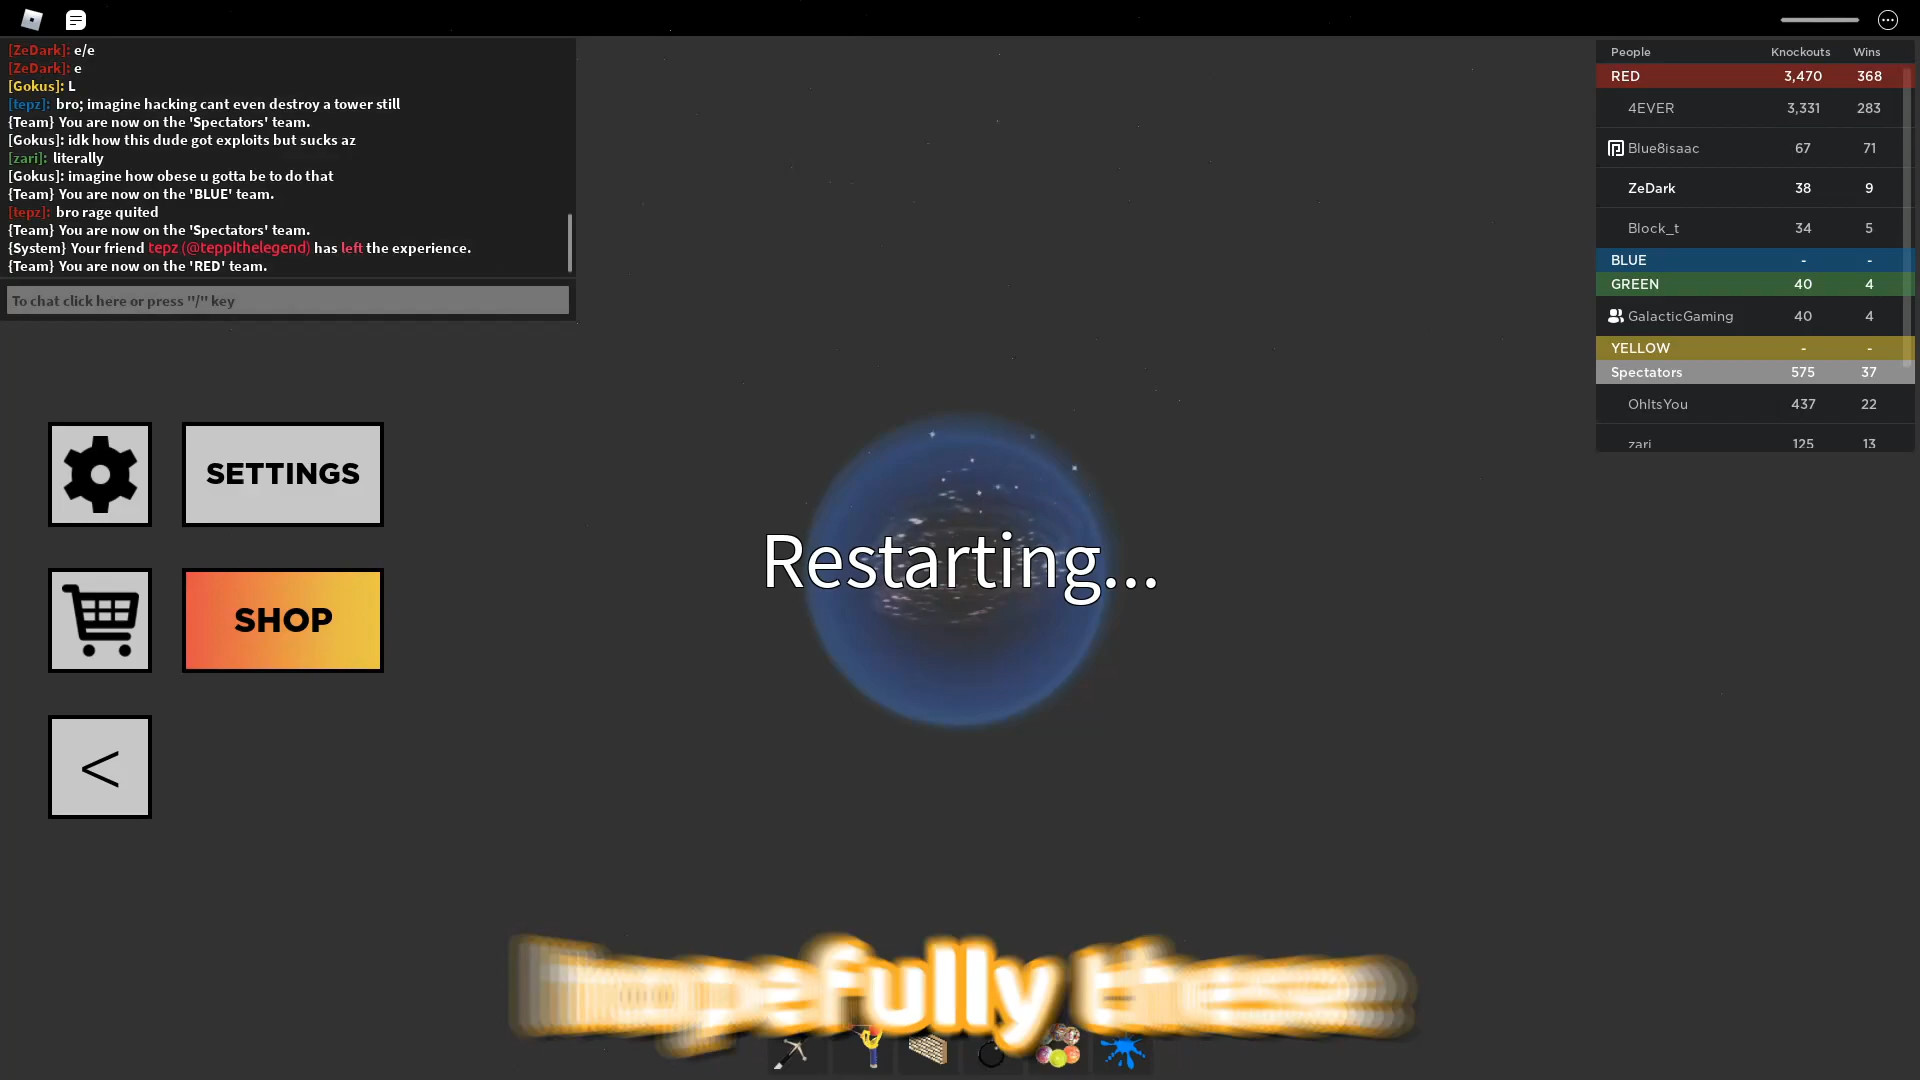 [ZeDark]: e/e
[ZeDark]: e
[Gokus]: L
[tepz]: bro; imagine hacking cant even destroy a tower still
{Team} You are now on the 'Spectators' team.
[Gokus]: idk how this dude got exploits but sucks az
[zari]: literally
[Gokus]: imagine how obese u gotta be to do that
{Team} You are now on the 'BLUE' team.
[tepz]: bro rage quited
{Team} You are now on the 'Spectators' team.
{System} Your friend tepz (@teppithelegend) has left the experience.
{Team} You are now on the 'RED' team.
To chat click here or press "/" key
People Knockouts Wins
RED 3,470 368
4EVER 3,331 283
Blue8isaac 67 71
ZeDark 38 9
Block_t 34 5
BLUE - -
GREEN 40 4
GalacticGaming 40 4
YELLOW - -
Spectators 575 37
OhItsYou 437 22
zari 125 13
SETTINGS
SHOP
<
Restarting...
hopefully these